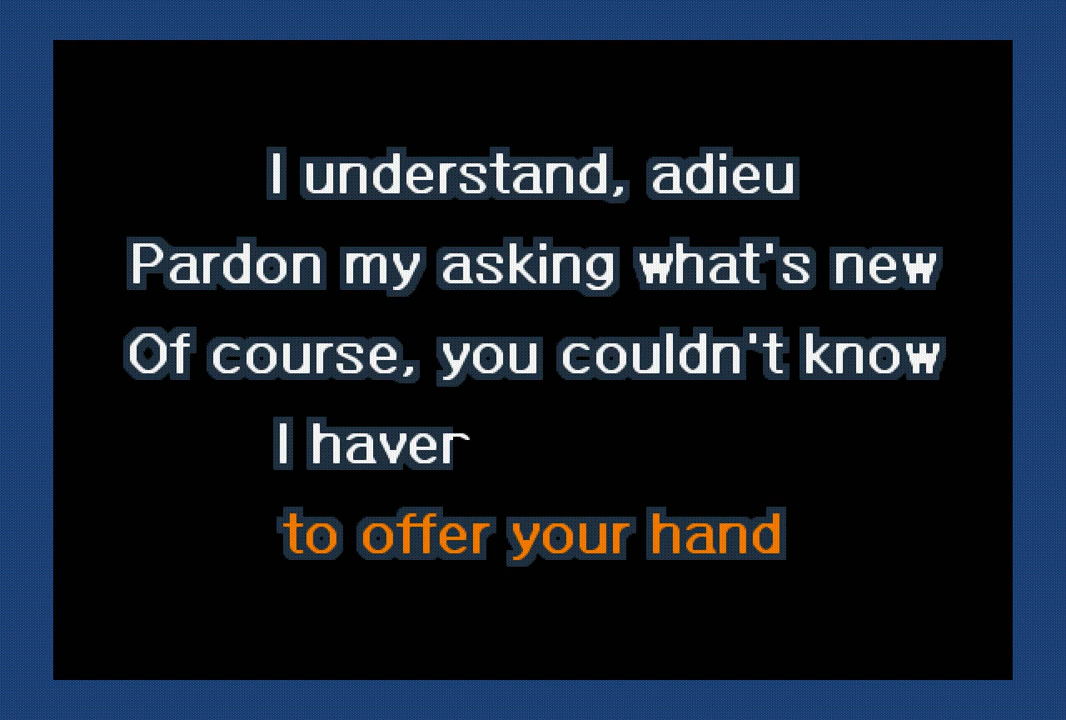 I understand, adieu
Pardon my asking what's new
Of course, you couldn't know
I haver
to offer your hand